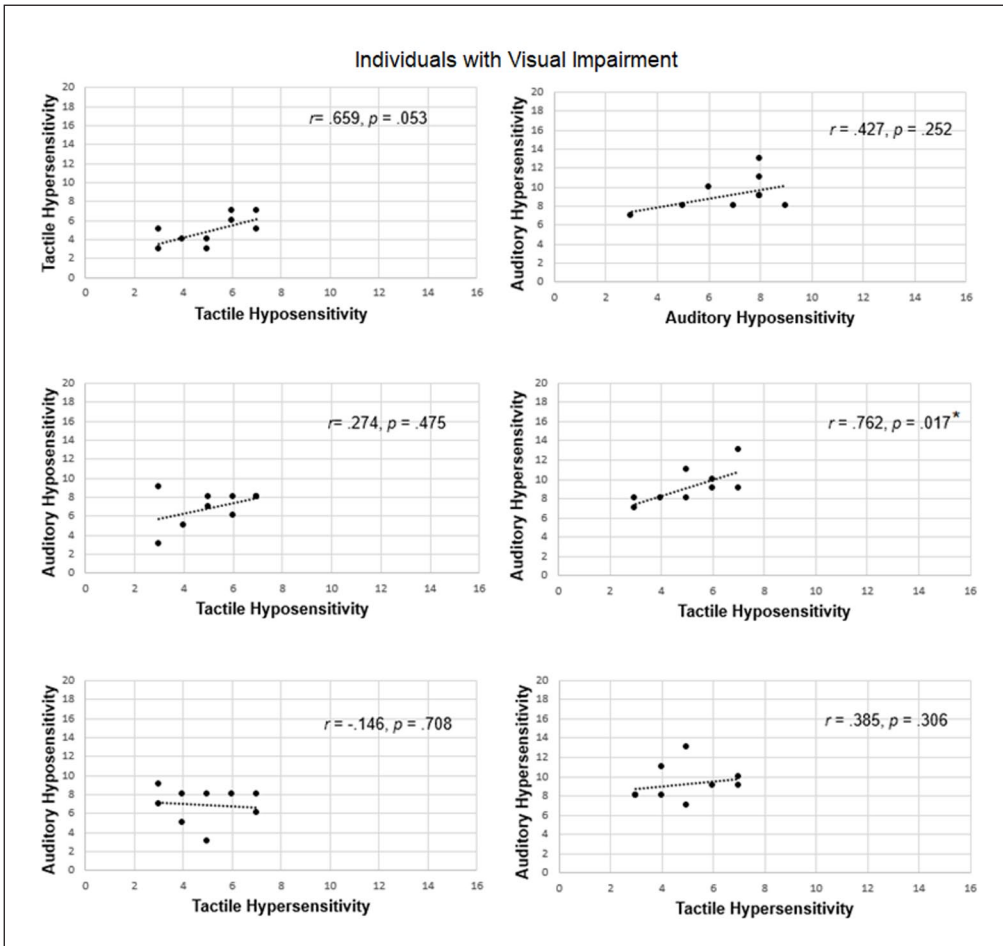 Individuals with Visual Impairment
Tactile Hypersensitivity
20
18
16
14
12
10
8
6
4
2
0
r= .659, p = .053
0 2 4 6 8 10 12 14 16
Tactile Hyposensitivity
Auditory Hypersensitivity
20
18
16
14
12
10
8
6
4
2
0
r = .427, p = .252
0 2 4 6 8 10 12 14 16
Auditory Hyposensitivity
Auditory Hyposensitivity
20
18
16
14
12
10
8
6
4
2
0
r= .274, p = .475
0 2 4 6 8 10 12 14 16
Tactile Hyposensitivity
Auditory Hypersensitvity
20
18
16
14
12
10
8
6
4
2
0
r = .762, p = .017*
0 2 4 6 8 10 12 14 16
Tactile Hyposensitivity
Auditory Hyposensitivity
20
18
16
14
12
10
8
6
4
2
0
r = -.146, p = .708
0 2 4 6 8 10 12 14 16
Tactile Hypersensitivity
Auditory Hypersensitivity
20
18
16
14
12
10
8
6
4
2
0
r = .385, p = .306
0 2 4 6 8 10 12 14 16
Tactile Hypersensitivity